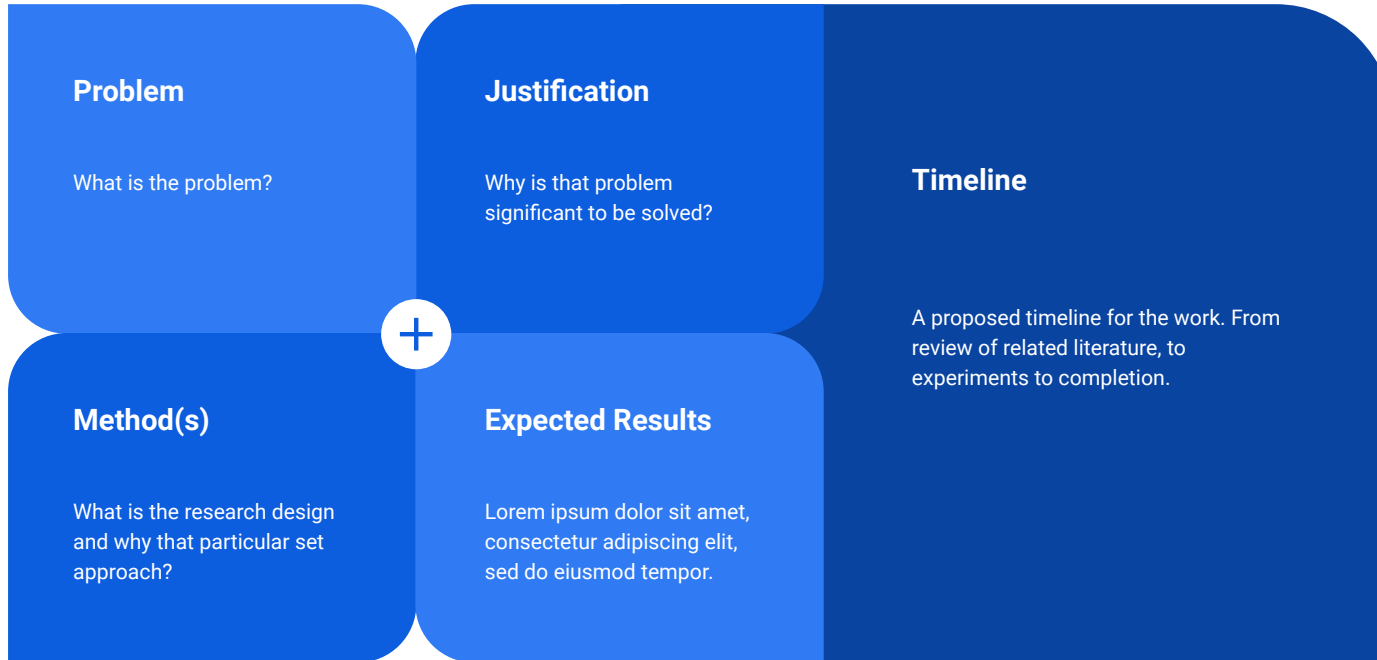 Problem
What is the problem?
Justification
Why is that problem
significant to be solved?
Method(s)
What is the research design
and why that particular set
approach?
Expected Results
Lorem ipsum dolor sit amet,
consectetur adipiscing elit,
sed do eiusmod tempor.
Timeline
A proposed timeline for the work. From
review of related literature, to
experiments to completion.